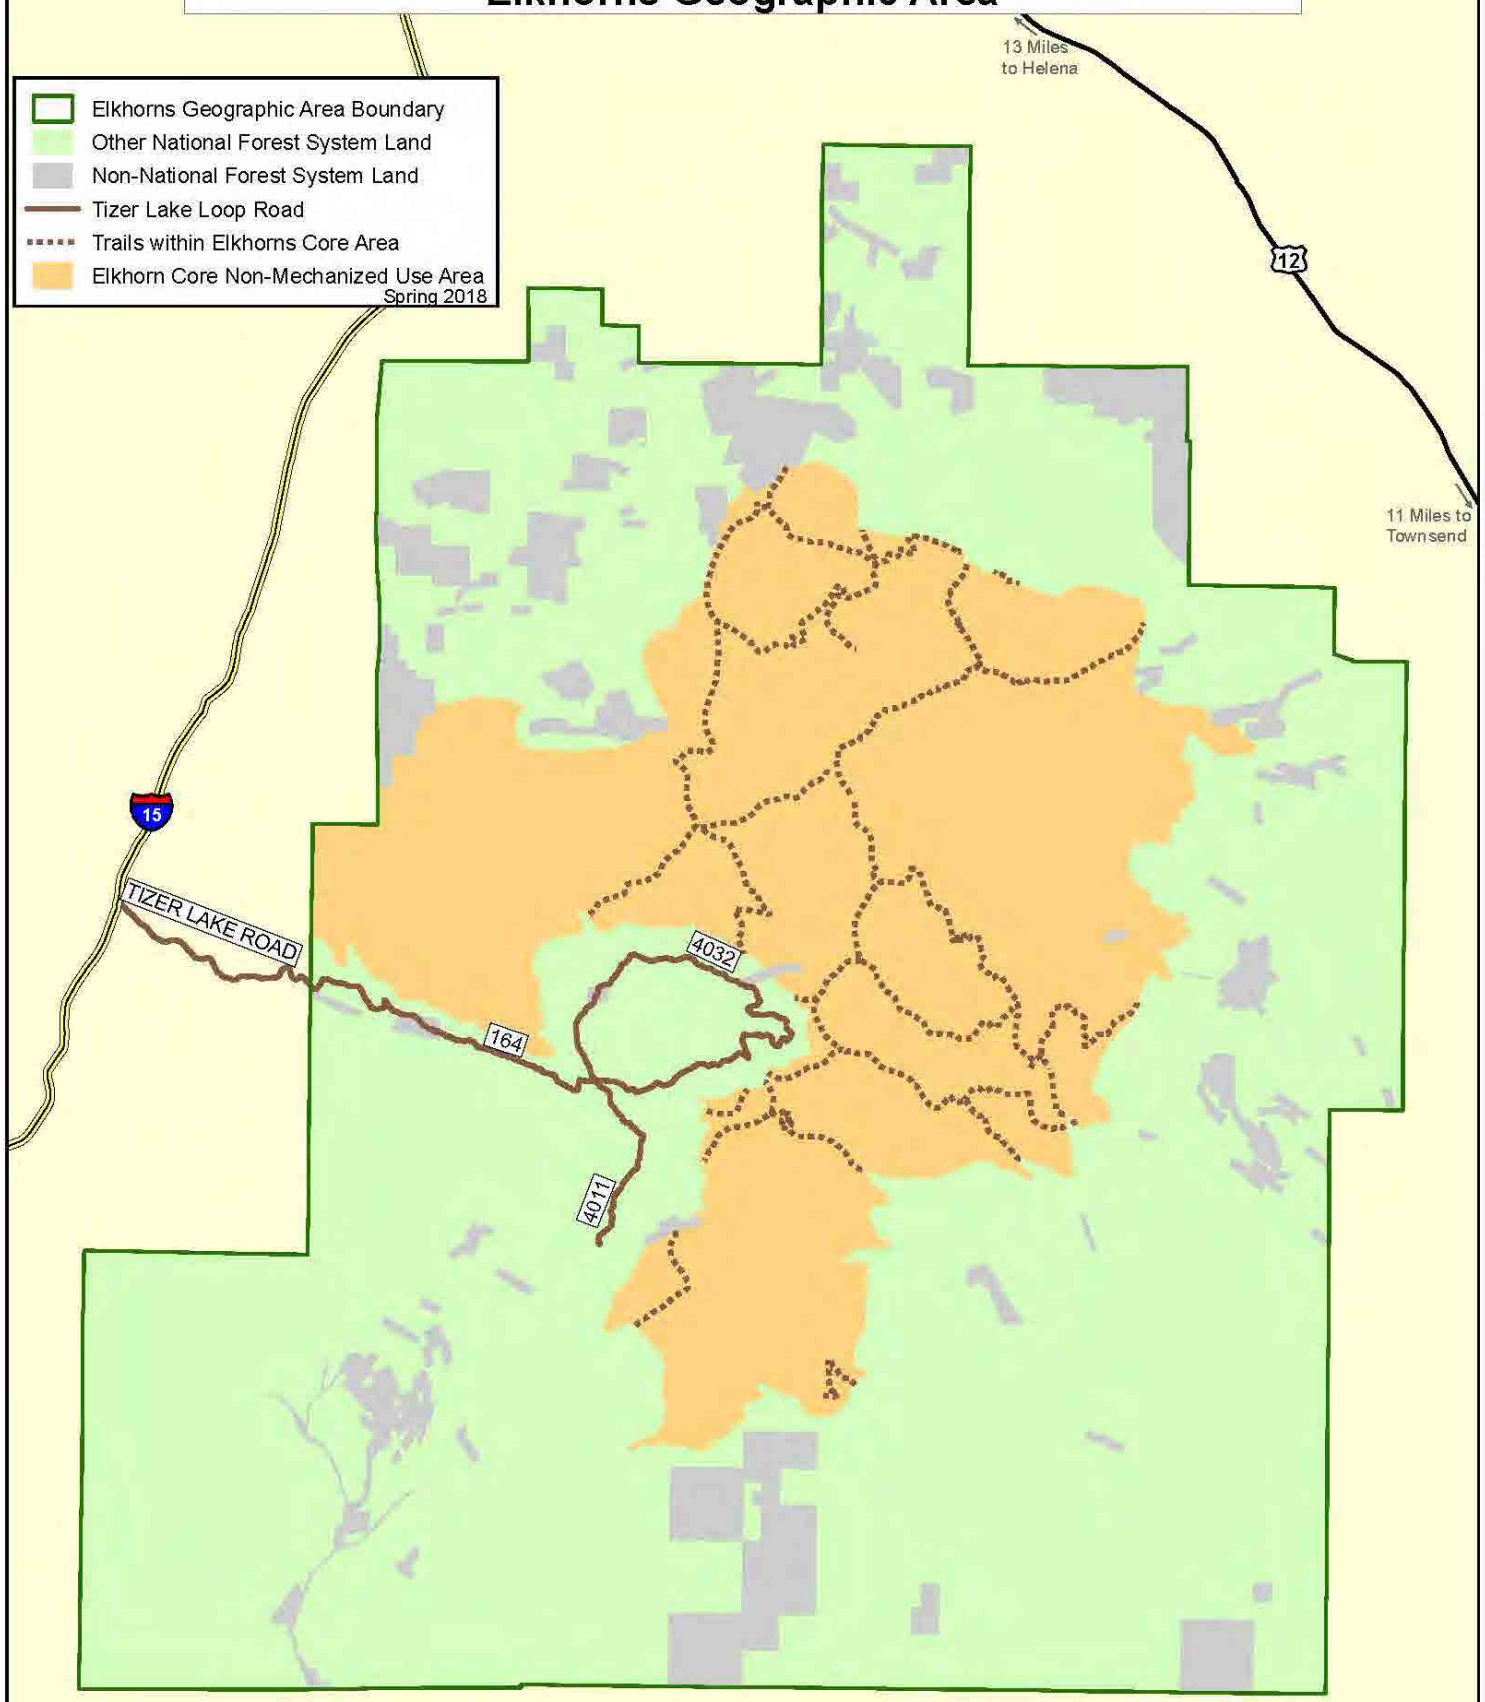 Elkhorns Geographic Area
13 Miles
to Helena
Elkhorns Geographic Area Boundary
Other National Forest System Land
Non-National Forest System Land
Tizer Lake Loop Road
Trails within Elkhorns Core Area
Elkhorn Core Non-Mechanized Use Area
Spring 2018
12
11 Miles to
Townsend
15
TIZER LAKE ROAD
4032
164
4011